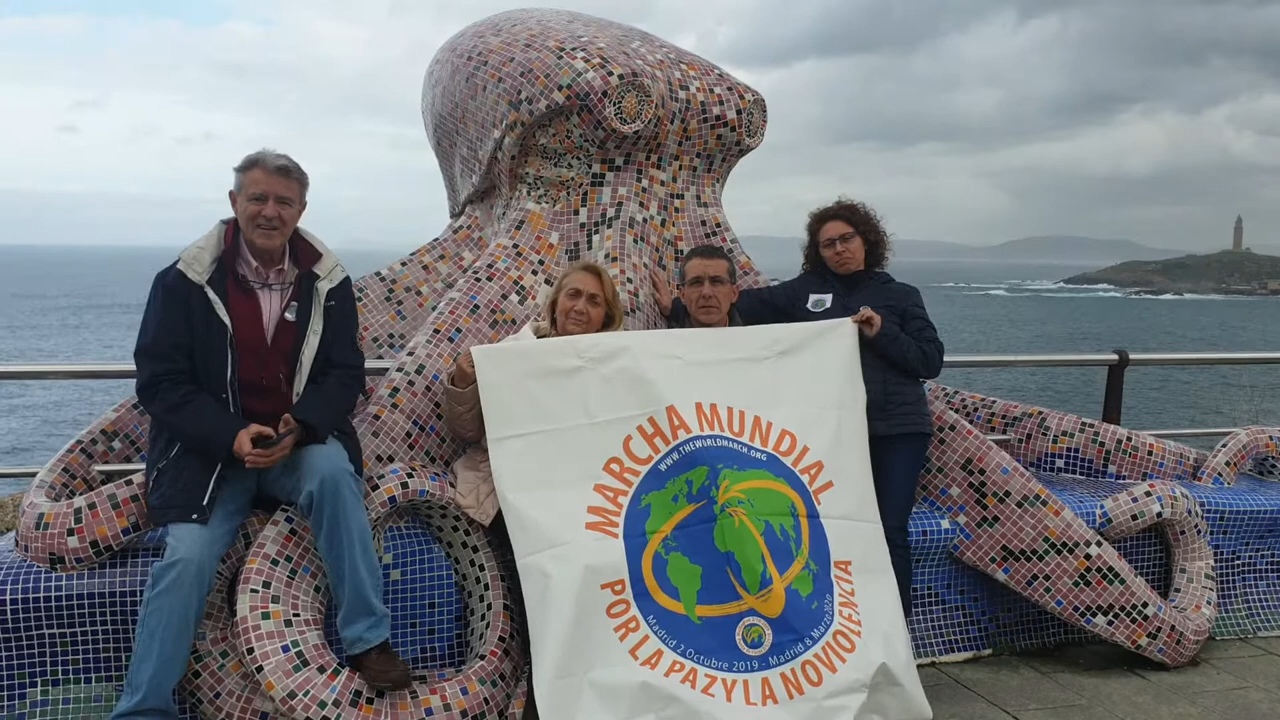 MARCHA MUNDIAL
WWW.THEWORLDMARCH.ORG
Madrid 2 Octubre 2019 - Madrid 8 Marzo 2020
POR LA PAZ Y LA NOVIOLENCIA